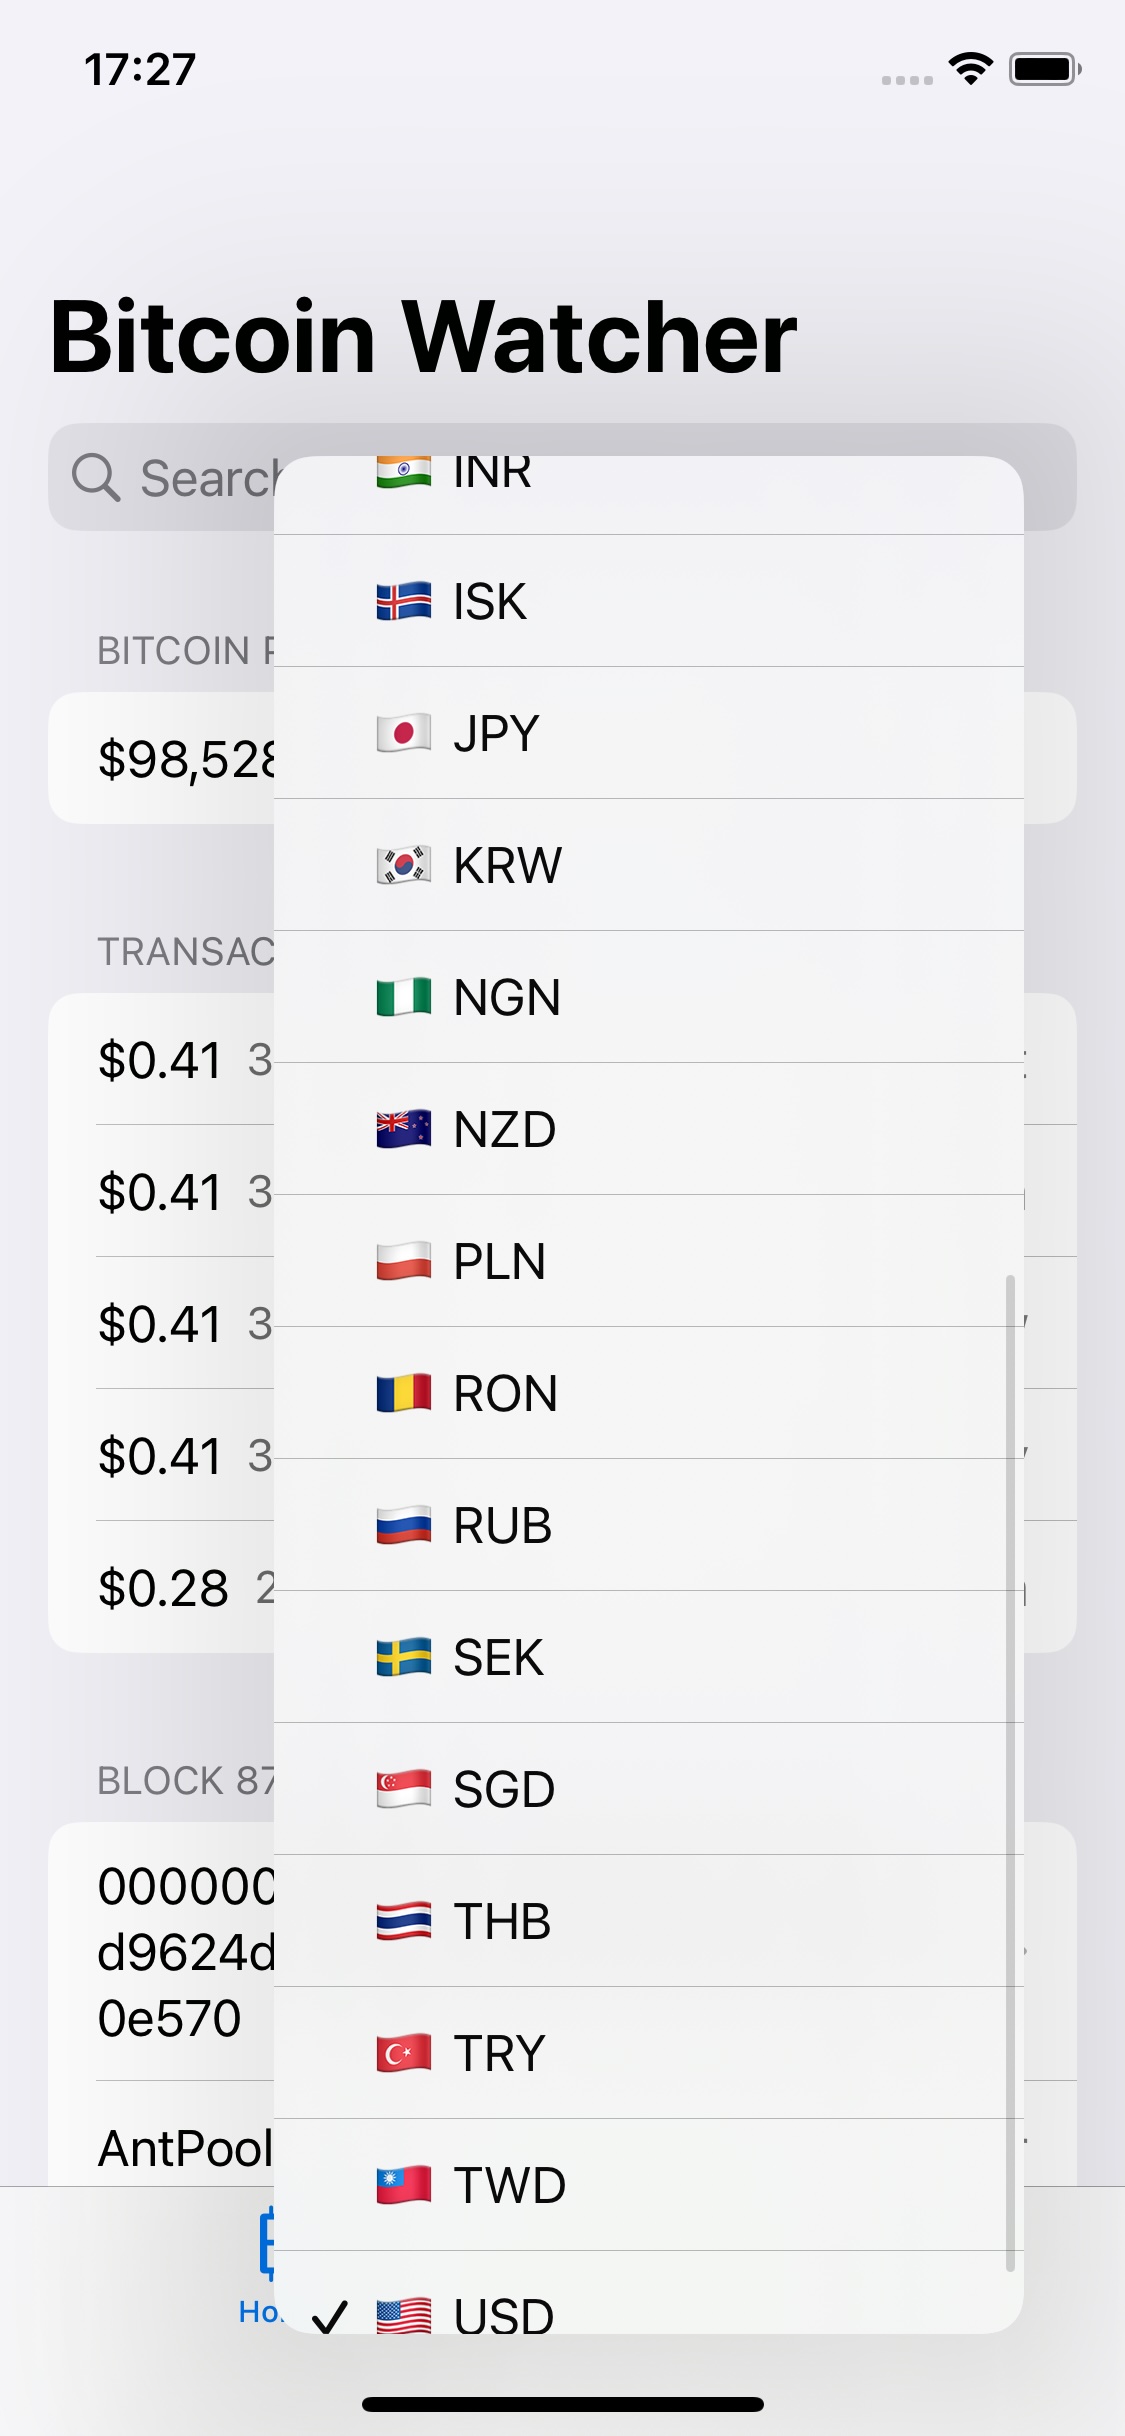 17:27
Bitcoin Watcher
Search
BITCOIN
$98,528
TRANSAC
$0.41 3
$0.41 3
$0.41 3
$0.41 3
$0.28 2
BLOCK 87
000000
d9624d
0e570
AntPool
Ho
INR
ISK
JPY
KRW
NGN
NZD
PLN
RON
RUB
SEK
SGD
THB
TRY
TWD
USD